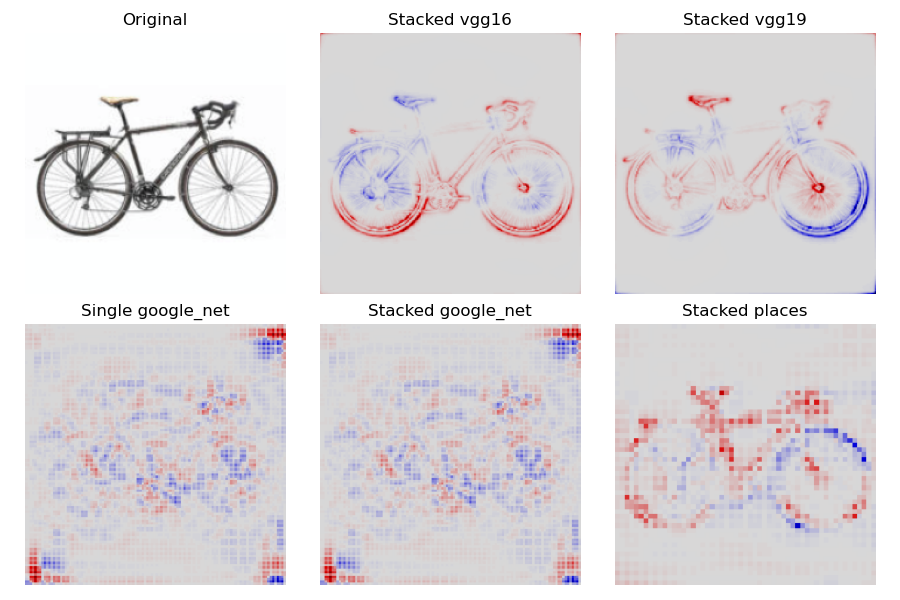 Original
Stacked vgg16
Stacked vgg19
Single google_net
Stacked google_net
Stacked places